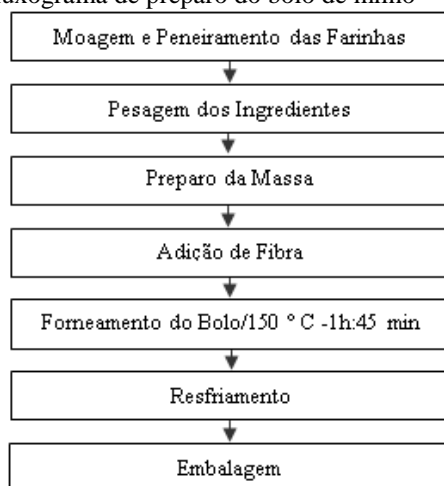 fluxograma de preparo do bolo de milho
Moagem e Peneiramento das Farinhas
Pesagem dos Ingredientes
Preparo da Massa
Adição de Fibra
Forneamento do Bolo/150 º C -1h:45 min
Resfriamento
Embalagem